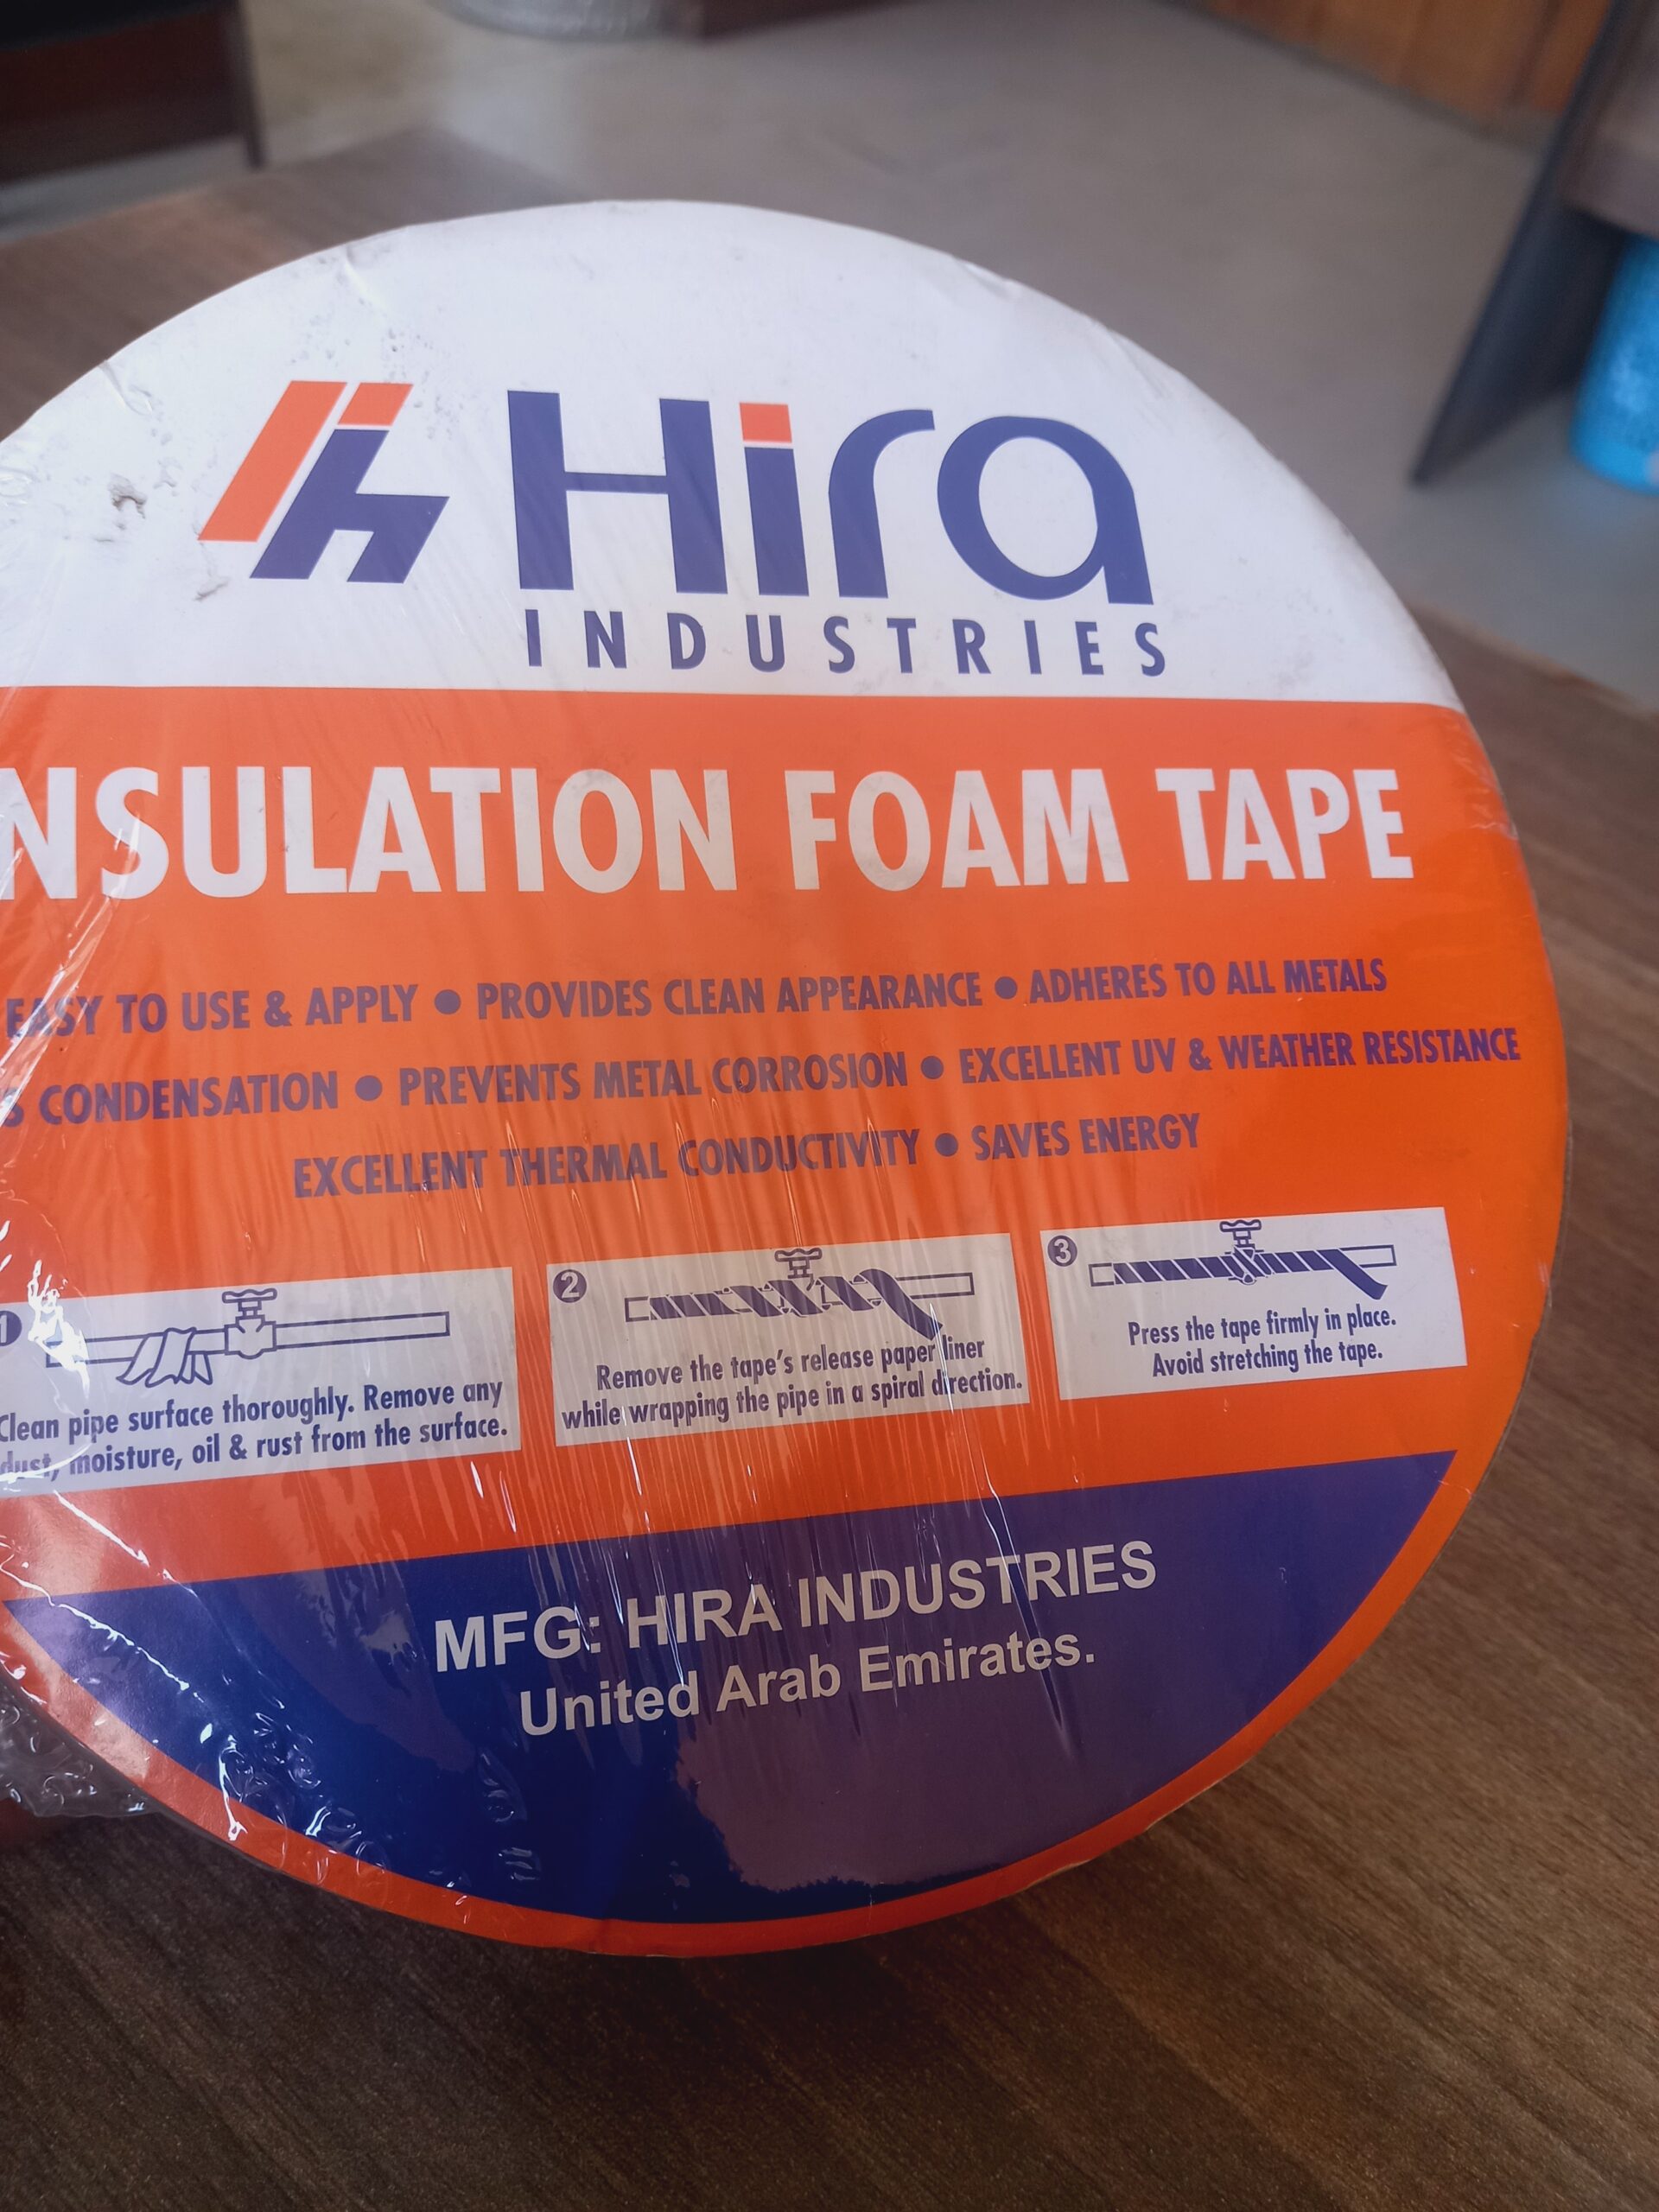 Hira
INDUSTRIES
NSULATION FOAM TAPE
EASY TO USE & APPLY ● PROVIDES CLEAN APPEARANCE ● ADHERES TO ALL METALS
S CONDENSATION ● PREVENTS METAL CORROSION ● EXCELLENT UV & WEATHER RESISTANCE
EXCELLENT THERMAL CONDUCTIVITY ● SAVES ENERGY
1
Clean pipe surface thoroughly. Remove any
dust, moisture, oil & rust from the surface.
2
Remove the tape's release paper liner
while wrapping the pipe in a spiral direction.
3
Press the tape firmly in place.
Avoid stretching the tape.
MFG: HIRA INDUSTRIES
United Arab Emirates.